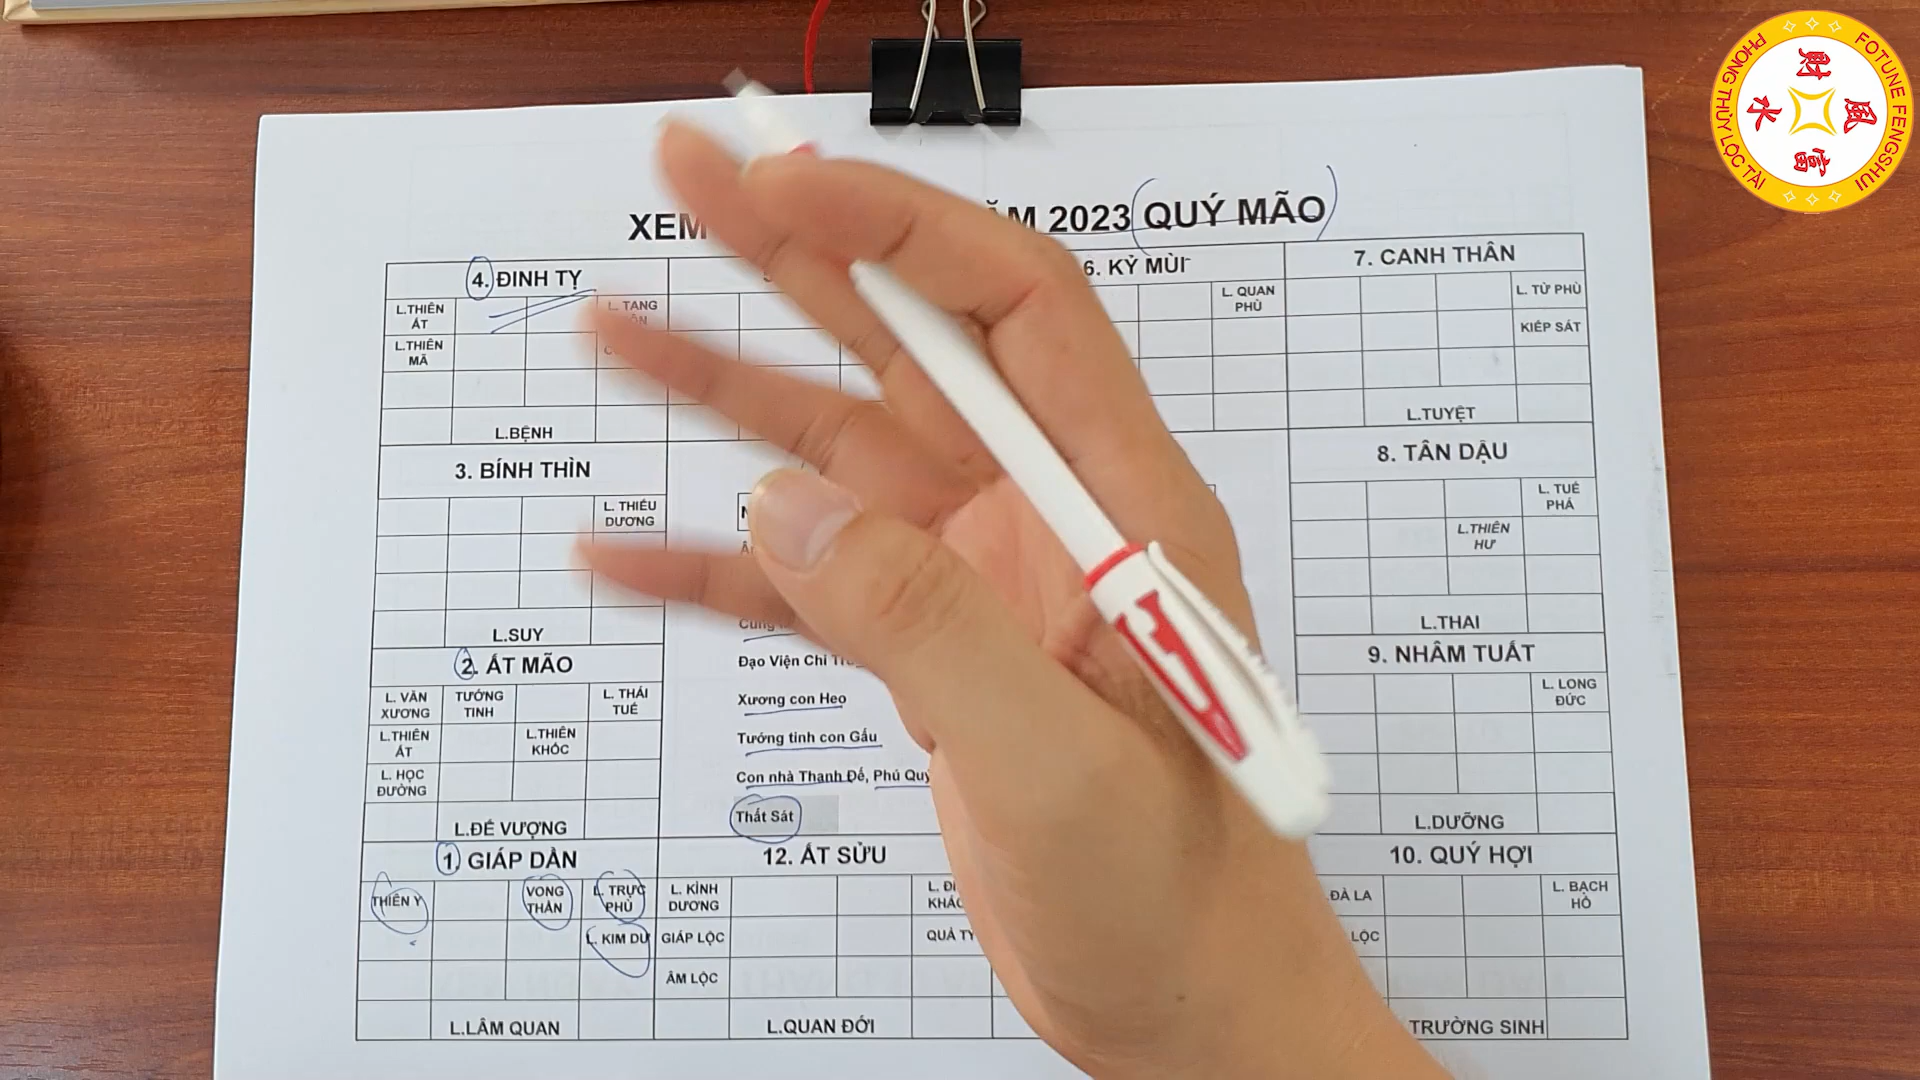 PHONG THỦY LỘC TÀI
FOTUNE FENGSHUI
財
風
水
富
XEM
ĂM 2023 QUÝ MÃO
4. ĐINH TỴ
L.THIÊN
ẤT
L. TANG
L.THIÊN
MÃ
L.BỆNH
6. KỶ MÙI
L. QUAN
PHÙ
7. CANH THÂN
L. TỬ PHÙ
KIẾP SÁT
L.TUYỆT
3. BÍNH THÌN
L. THIẾU
DƯƠNG
L.SUY
8. TÂN DẬU
L. TUẾ
PHÁ
L.THIÊN
HƯ
L.THAI
2. ẤT MÃO
L. VĂN
XƯƠNG
TƯỚNG
TINH
L. THÁI
TUẾ
L.THIÊN
ẤT
L.THIÊN
KHỐC
L. HỌC
ĐƯỜNG
L.ĐẾ VƯỢNG
Đạo Viện Chi
Xương con Heo
Tướng tinh con Gấu
Con nhà Thanh Đế, Phú Quý
Thất Sát
9. NHÂM TUẤT
L. LONG
ĐỨC
L.DƯỠNG
1. GIÁP DẦN
THIÊN Y
VONG
THẦN
L. TRỰC
PHÙ
L. KIM DƯ
L.LÂM QUAN
12. ẤT SỬU
L. KÌNH
DƯƠNG
GIÁP LỘC
ÂM LỘC
QUẢ
L.QUAN ĐỚI
10. QUÝ HỢI
ĐÀ LA
L. BẠCH
HỔ
LỘC
TRƯỜNG SINH